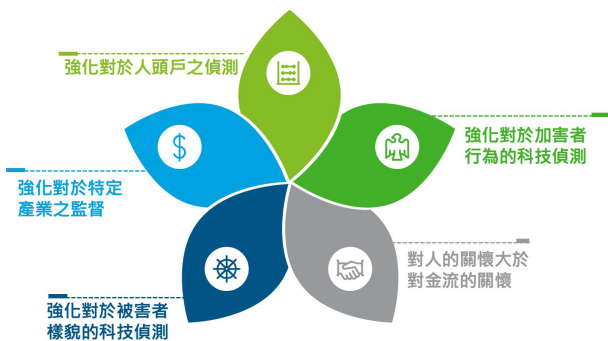 強化對於人頭戶之偵測
強化對於加害者
行為的科技偵測
強化對於特定
產業之監督
對人的關懷大於
對金流的關懷
強化對於被害者
樣貌的科技偵測
$